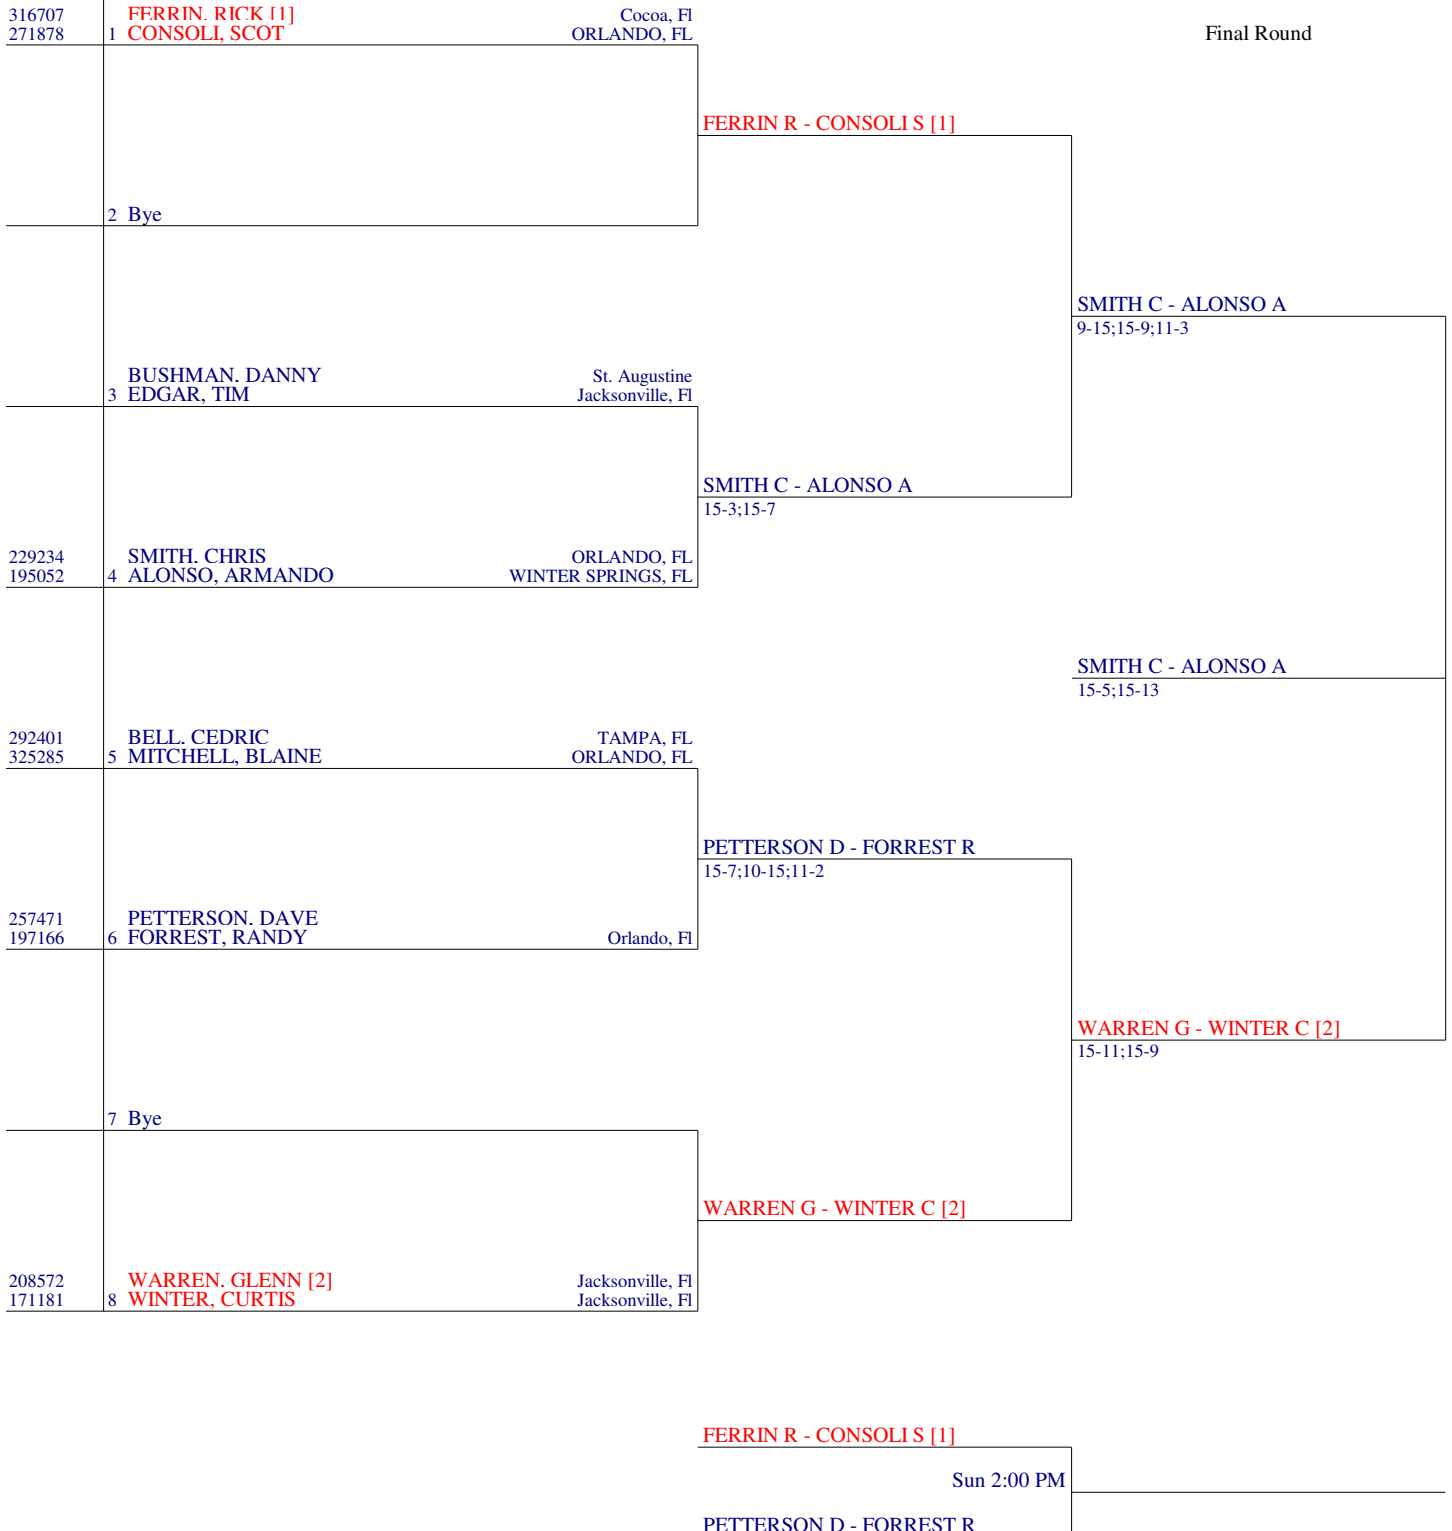 316707 FERRIN, RICK [1] Cocoa, Fl
271878 1 CONSOLI, SCOT ORLANDO, FL
Final Round
FERRIN R - CONSOLI S [1]
2 Bye
SMITH C - ALONSO A
9-15;15-9;11-3
BUSHMAN, DANNY St. Augustine
3 EDGAR, TIM Jacksonville, Fl
SMITH C - ALONSO A
15-3;15-7
229234 SMITH, CHRIS ORLANDO, FL
195052 4 ALONSO, ARMANDO WINTER SPRINGS, FL
SMITH C - ALONSO A
15-5;15-13
292401 BELL, CEDRIC TAMPA, FL
325285 5 MITCHELL, BLAINE ORLANDO, FL
PETTERSON D - FORREST R
15-7;10-15;11-2
257471 PETTERSON, DAVE
197166 6 FORREST, RANDY Orlando, Fl
WARREN G - WINTER C [2]
15-11;15-9
7 Bye
WARREN G - WINTER C [2]
208572 WARREN, GLENN [2] Jacksonville, Fl
171181 8 WINTER, CURTIS Jacksonville, Fl
FERRIN R - CONSOLI S [1]
Sun 2:00 PM
PETTERSON D - FORREST R